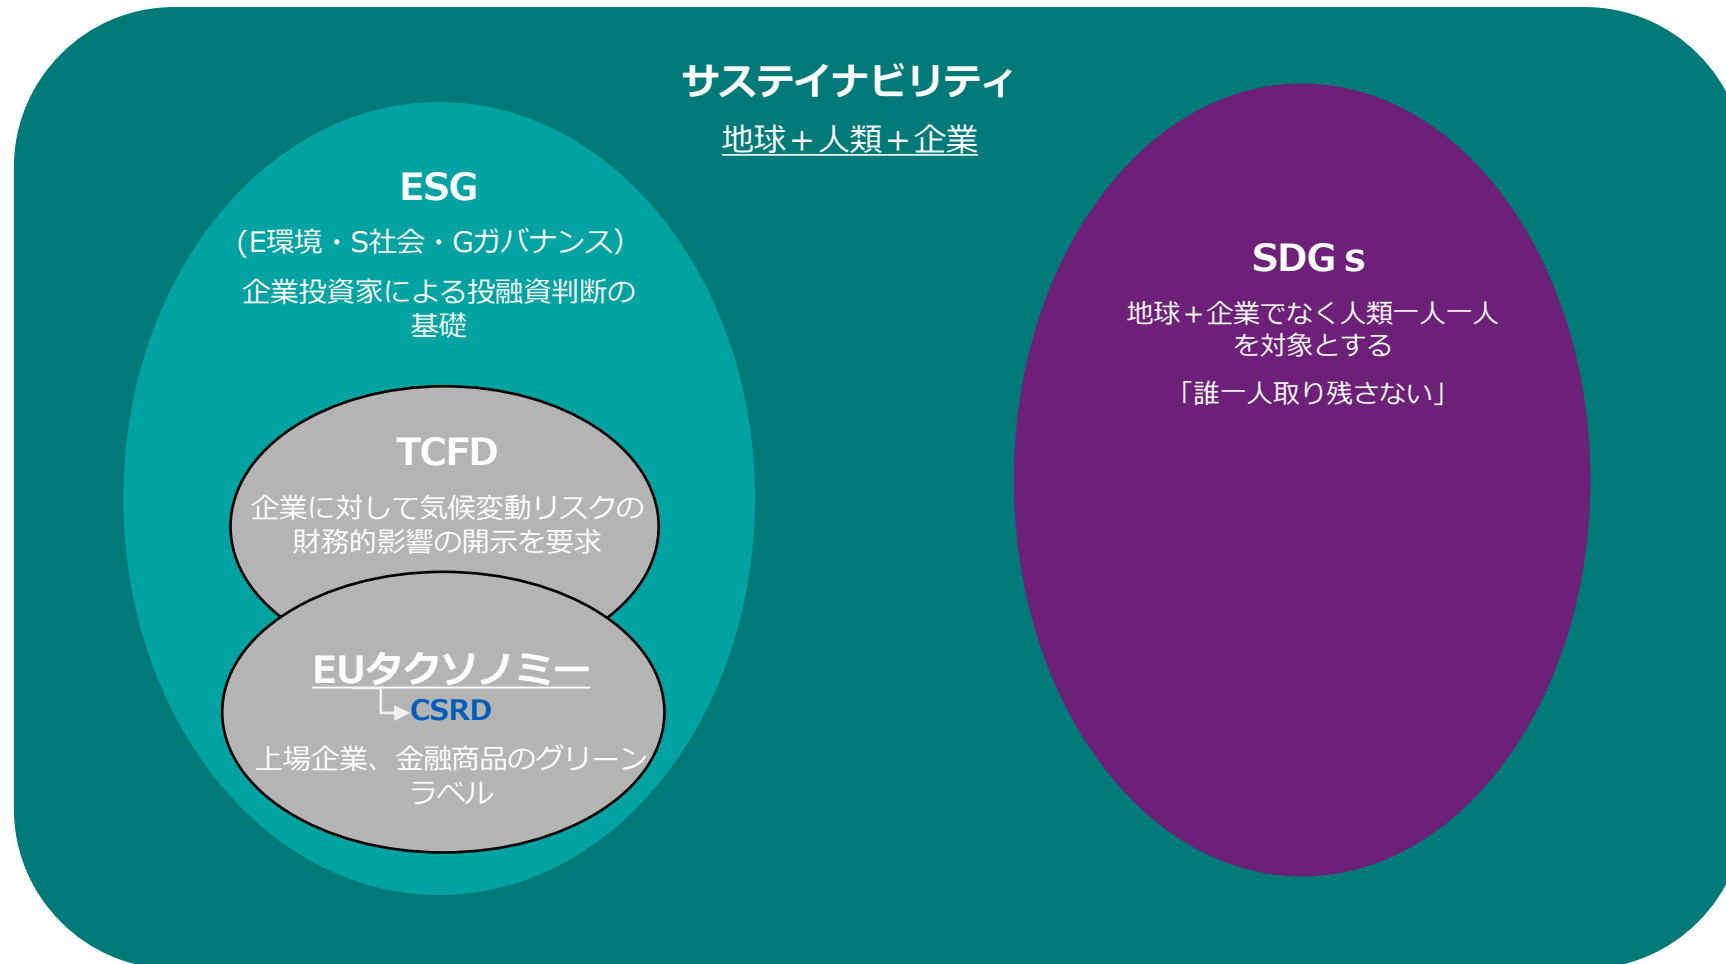 サステイナビリティ
地球＋人類＋企業
ESG
(E環境・S社会・Gガバナンス）
企業投資家による投融資判断の
基礎
TCFD
企業に対して気候変動リスクの
財務的影響の開示を要求
EUタクソノミー
CSRD
上場企業、金融商品のグリーン
ラベル
SDGｓ
地球＋企業でなく人類一人一人
を対象とする
「誰一人取り残さない」